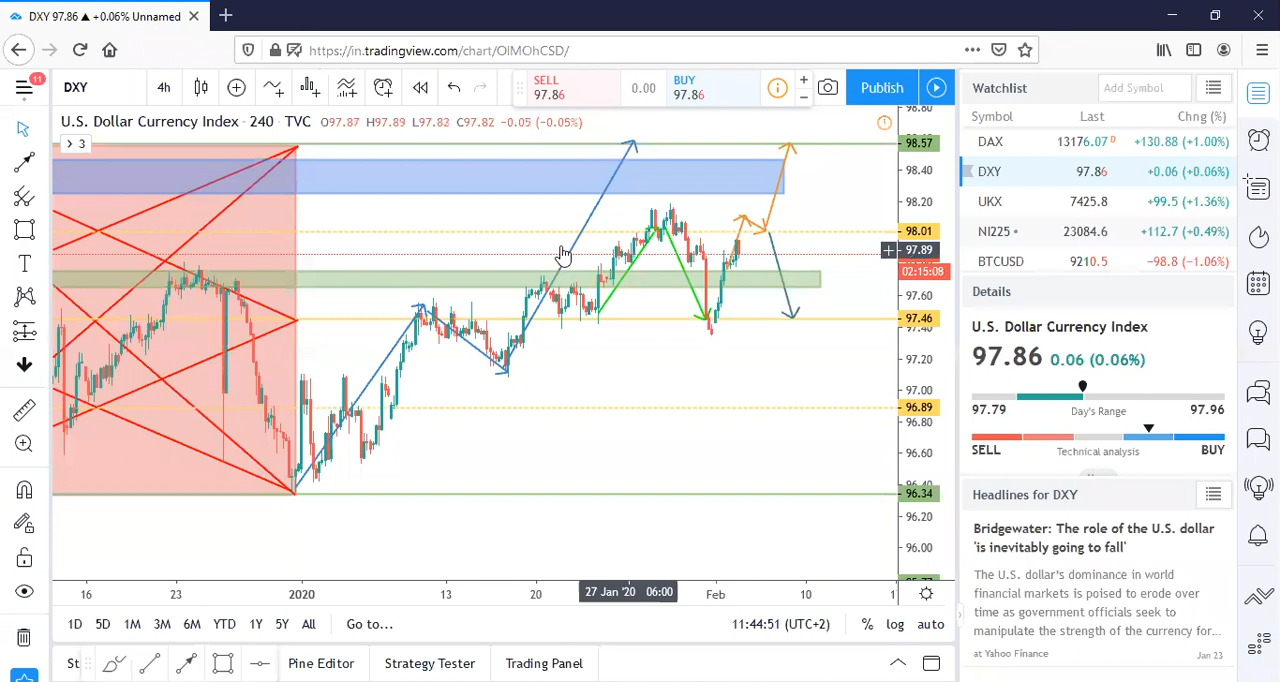 DXY 97.86 ▲ +0.06% Unnamed
https://in.tradingview.com/chart/OlMOhCSD/
11
DXY
4h
SELL
97.86
0.00
BUY
97.86
Publish
U.S. Dollar Currency Index · 240 · TVC O97.87 H97.89 L97.82 C97.82 -0.05 (-0.05%)
3
98.57
98.40
98.20
98.01
97.89
02:15:08
97.60
97.46
97.20
97.00
96.89
96.80
96.60
96.34
96.20
96.00
16
23
2020
13
20
27 Jan '20 06:00
Feb
10
1D 5D 1M 3M 6M YTD 1Y 5Y All Go to...
11:44:51 (UTC+2) % log auto
St
Pine Editor
Strategy Tester
Trading Panel
Watchlist
Add Symbol
Symbol Last Chng (%)
DAX 13176.07 D +130.88 (+1.00%)
DXY 97.86 +0.06 (+0.06%)
UKX 7425.8 +99.5 (+1.36%)
NI225 23084.6 +112.7 (+0.49%)
BTCUSD 9210.5 -98.8 (-1.06%)
Details
U.S. Dollar Currency Index
97.86 0.06 (0.06%)
97.79 Day's Range 97.96
SELL Technical analysis BUY
Headlines for DXY
Bridgewater: The role of the U.S. dollar
'is inevitably going to fall'
The U.S. dollar's dominance in world
financial markets is poised to erode over
time as government officials seek to
manipulate the strength of the currency for...
at Yahoo Finance Jan 23